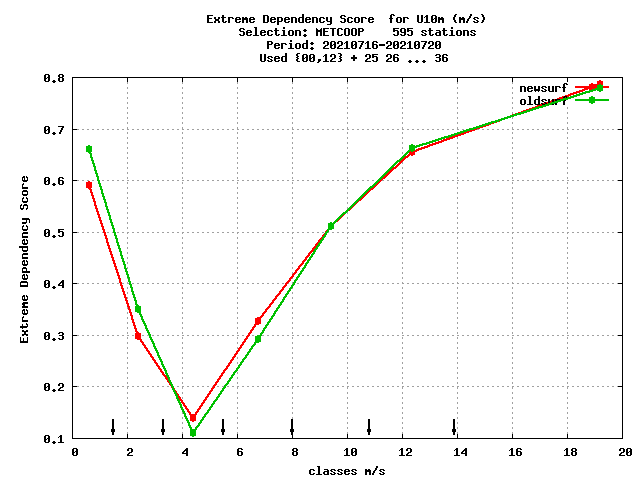 Extreme Dependency Score  for U10m (m/s)
Selection: METCOOP    595 stations
Period: 20210716-20210720
Used {00,12} + 25 26 ... 36
newsurf
oldsurf
0.8
0.7
0.6
0.5
0.4
0.3
0.2
0.1
Extreme Dependency Score
0 2 4 6 8 10 12 14 16 18 20
classes m/s